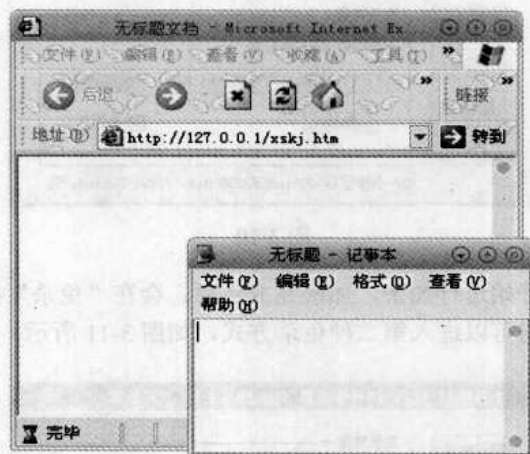 无标题文档 - Microsoft Internet Ex
文件(F) 编辑(E) 查看(V) 收藏(A) 工具(T) »
后退 » 链接
地址(D) http://127.0.0.1/xskj.htm 转到
无标题 - 记事本
文件(F) 编辑(E) 格式(O) 查看(V)
帮助(H)
完毕